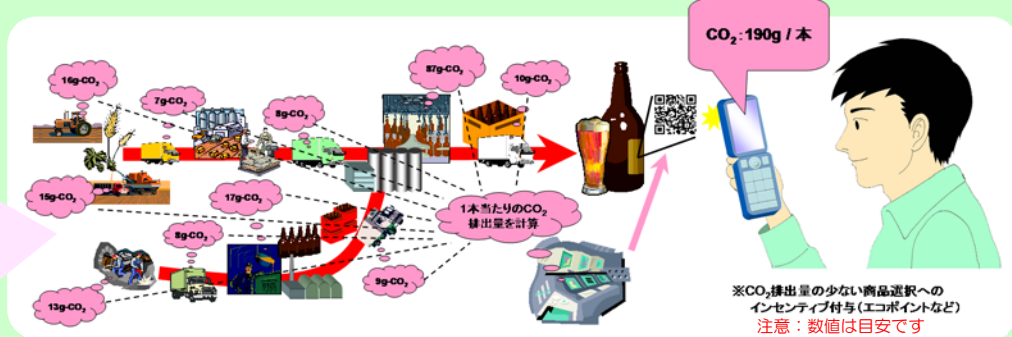 CO₂:190g / 本
16g-CO₂
7g-CO₂
8g-CO₂
87g-CO₂
10g-CO₂
15g-CO₂
17g-CO₂
8g-CO₂
13g-CO₂
9g-CO₂
1本当たりのCO₂
排出量を計算
※CO₂排出量の少ない商品選択への
インセンティブ付与(エコポイントなど)
注意:数値は目安です